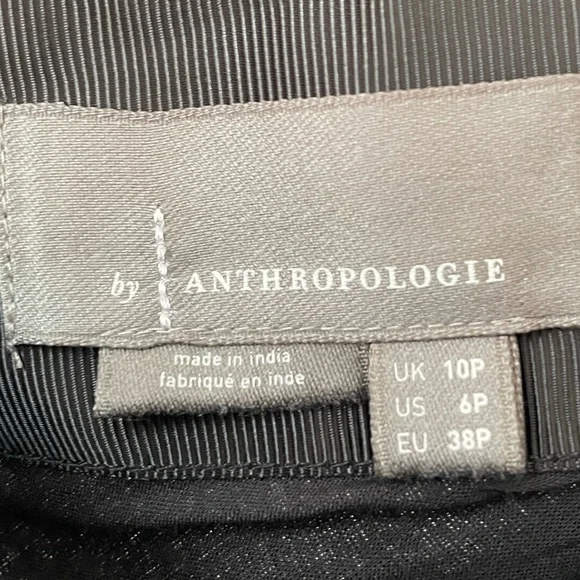 by ANTHROPOLOGIE
made in india
fabriqué en inde
UK 10P
US 6P
EU 38P